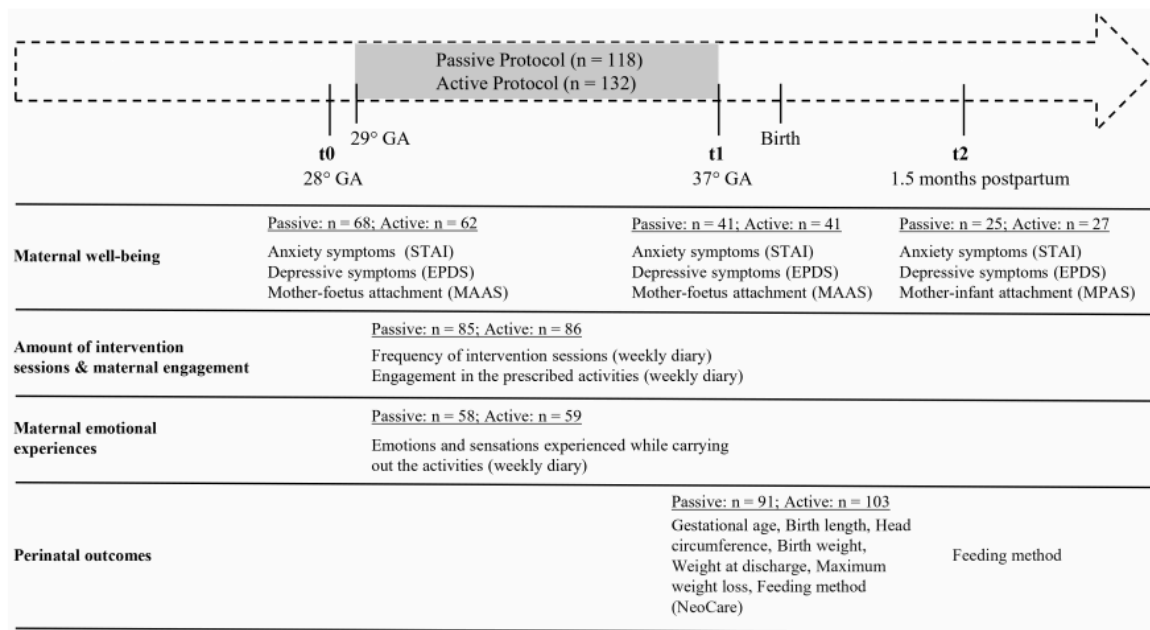 Passive Protocol (n = 118)
Active Protocol (n = 132)
29° GA
Birth
t0
t1
t2
28° GA
37° GA
1.5 months postpartum
Maternal well-being
Passive: n = 68; Active: n = 62
Anxiety symptoms (STAI)
Depressive symptoms (EPDS)
Mother-foetus attachment (MAAS)
Passive: n = 41; Active: n = 41
Anxiety symptoms (STAI)
Depressive symptoms (EPDS)
Mother-foetus attachment (MAAS)
Passive: n = 25; Active: n = 27
Anxiety symptoms (STAI)
Depressive symptoms (EPDS)
Mother-infant attachment (MPAS)
Amount of intervention
sessions & maternal engagement
Passive: n = 85; Active: n = 86
Frequency of intervention sessions (weekly diary)
Engagement in the prescribed activities (weekly diary)
Maternal emotional
experiences
Passive: n = 58; Active: n = 59
Emotions and sensations experienced while carrying
out the activities (weekly diary)
Perinatal outcomes
Passive: n = 91; Active: n = 103
Gestational age, Birth length, Head
circumference, Birth weight,
Weight at discharge, Maximum
weight loss, Feeding method
(NeoCare)
Feeding method